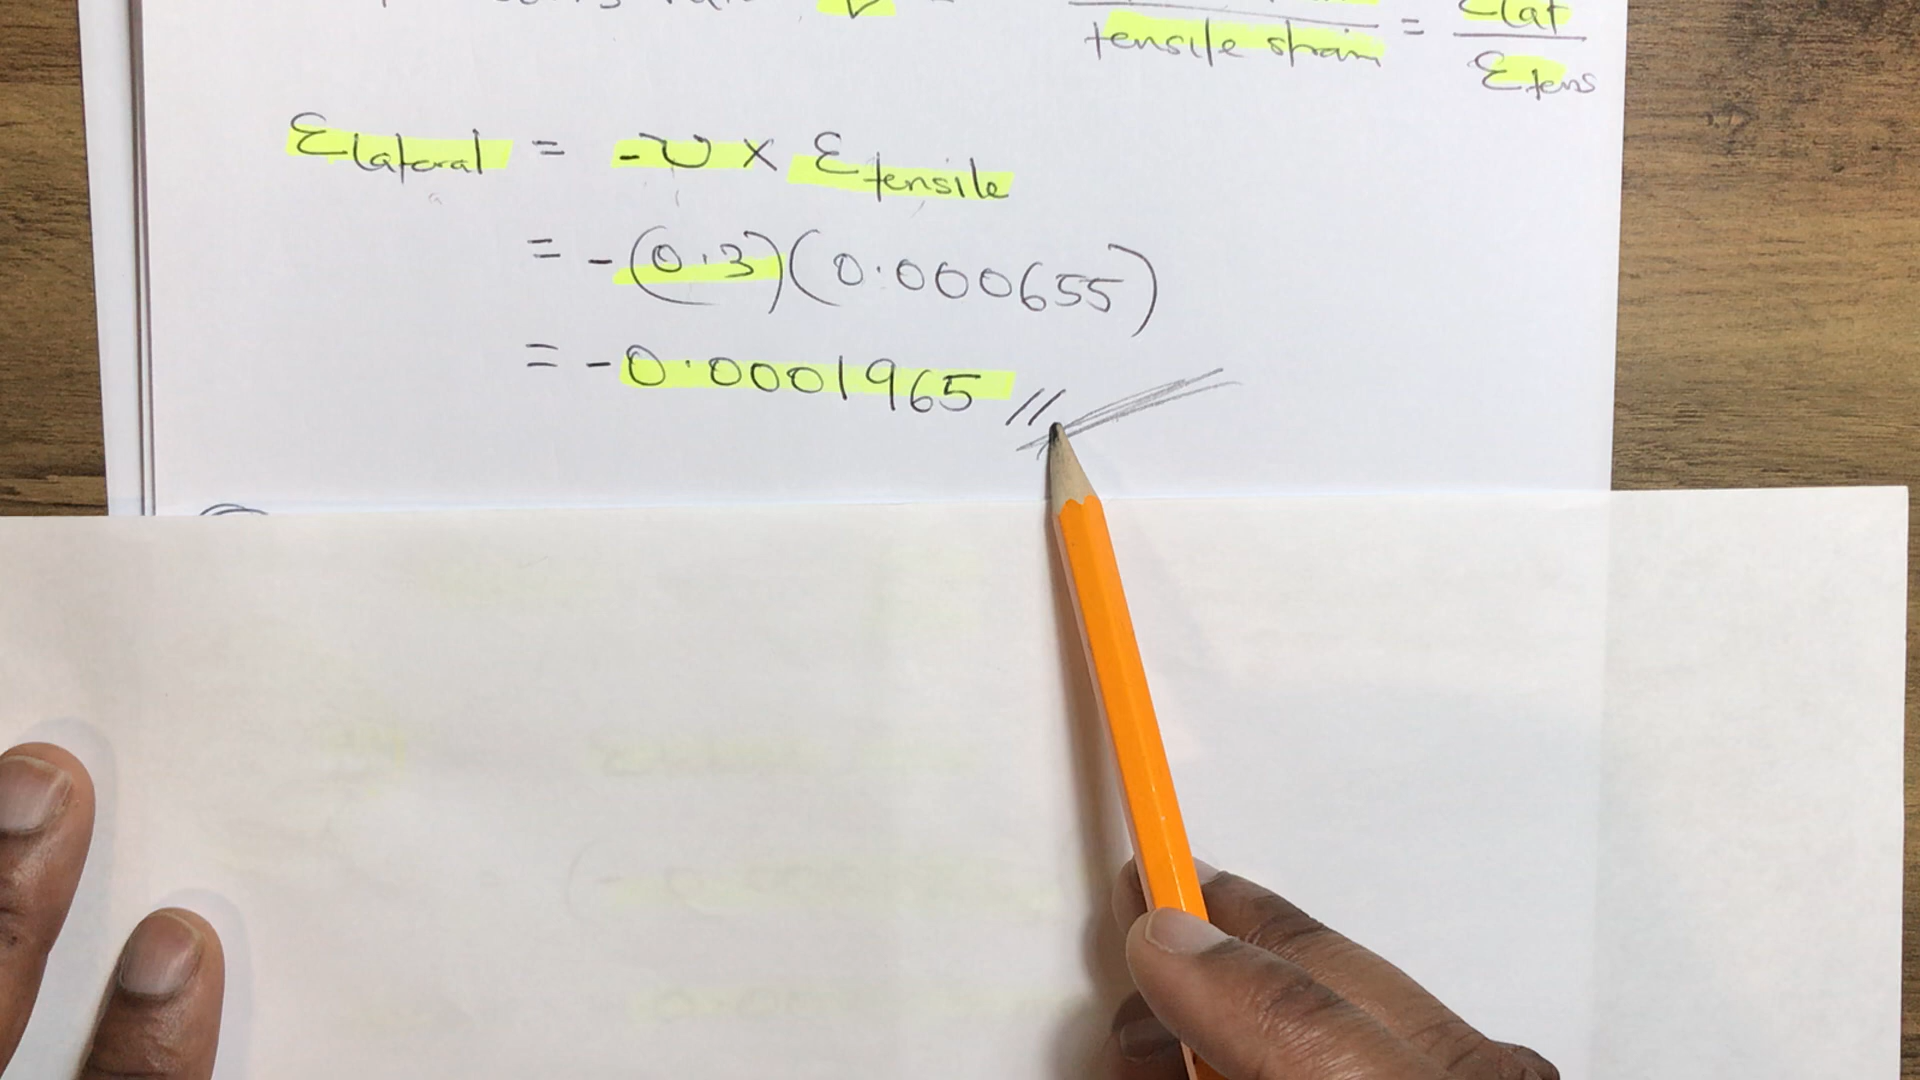 tensile strain = εlat / εtens
εlateral = -υ × εtensile
= -(0.3)(0.000655)
= -0.0001965 //